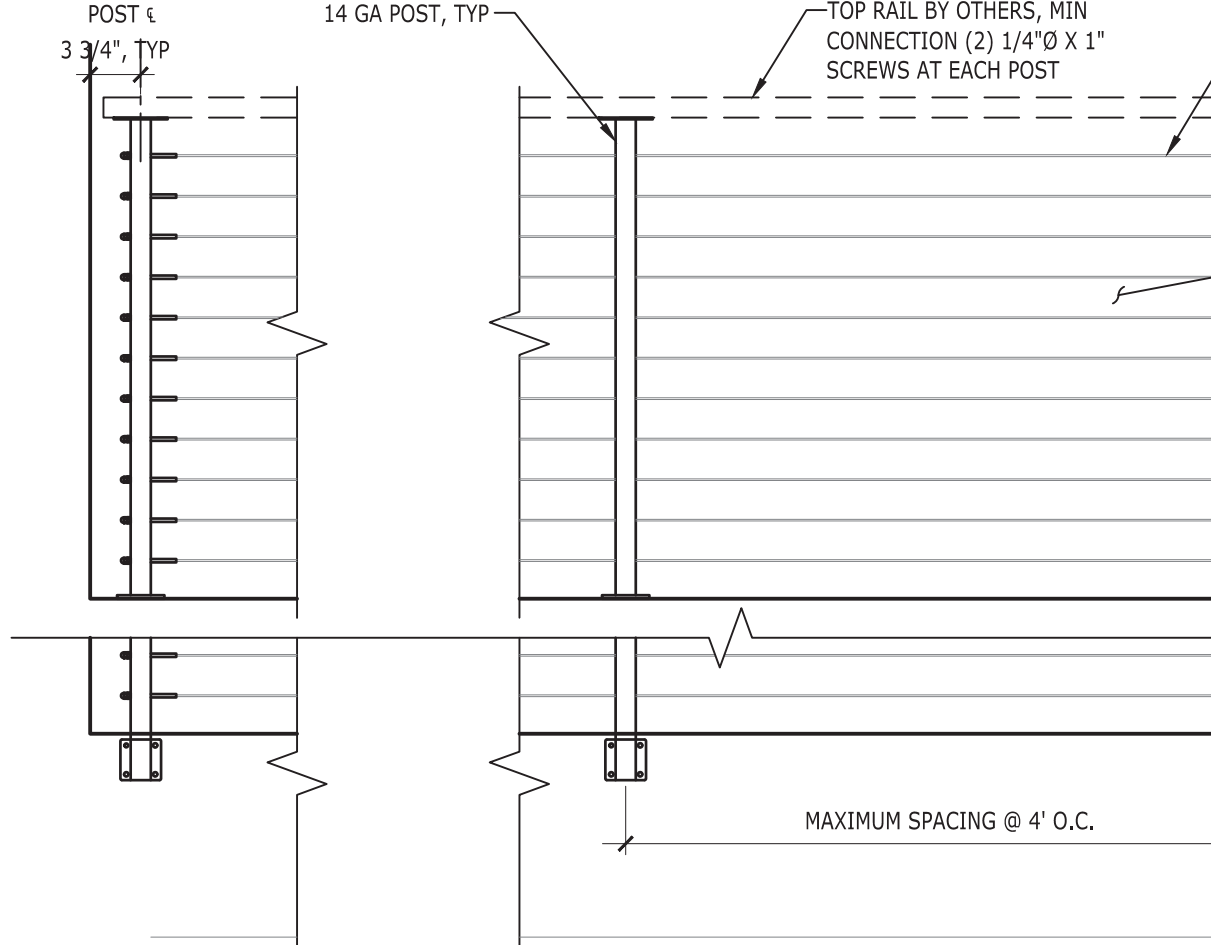 POST ℄
3 3/4", TYP
14 GA POST, TYP
TOP RAIL BY OTHERS, MIN
CONNECTION (2) 1/4"Ø X 1"
SCREWS AT EACH POST
MAXIMUM SPACING @ 4' O.C.